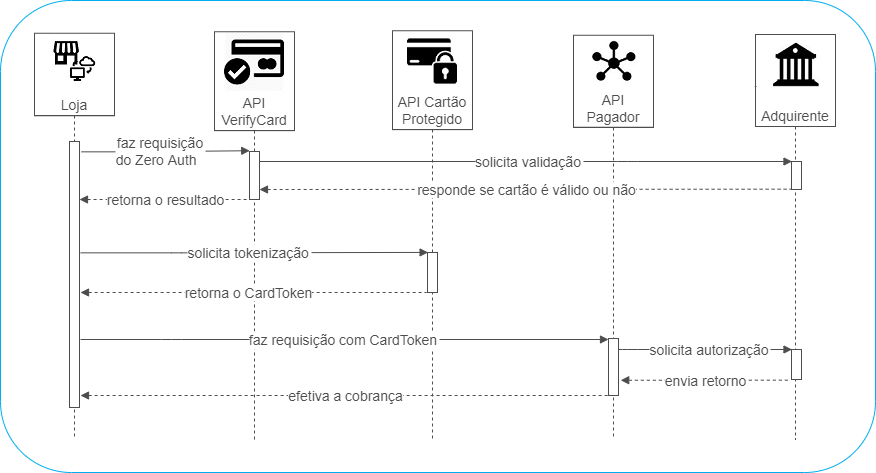 Loja
API
VerifyCard
API Cartão
Protegido
API
Pagador
Adquirente
faz requisição
do Zero Auth
solicita validação
responde se cartão é válido ou não
retorna o resultado
solicita tokenização
retorna o CardToken
faz requisição com CardToken
solicita autorização
envia retorno
efetiva a cobrança